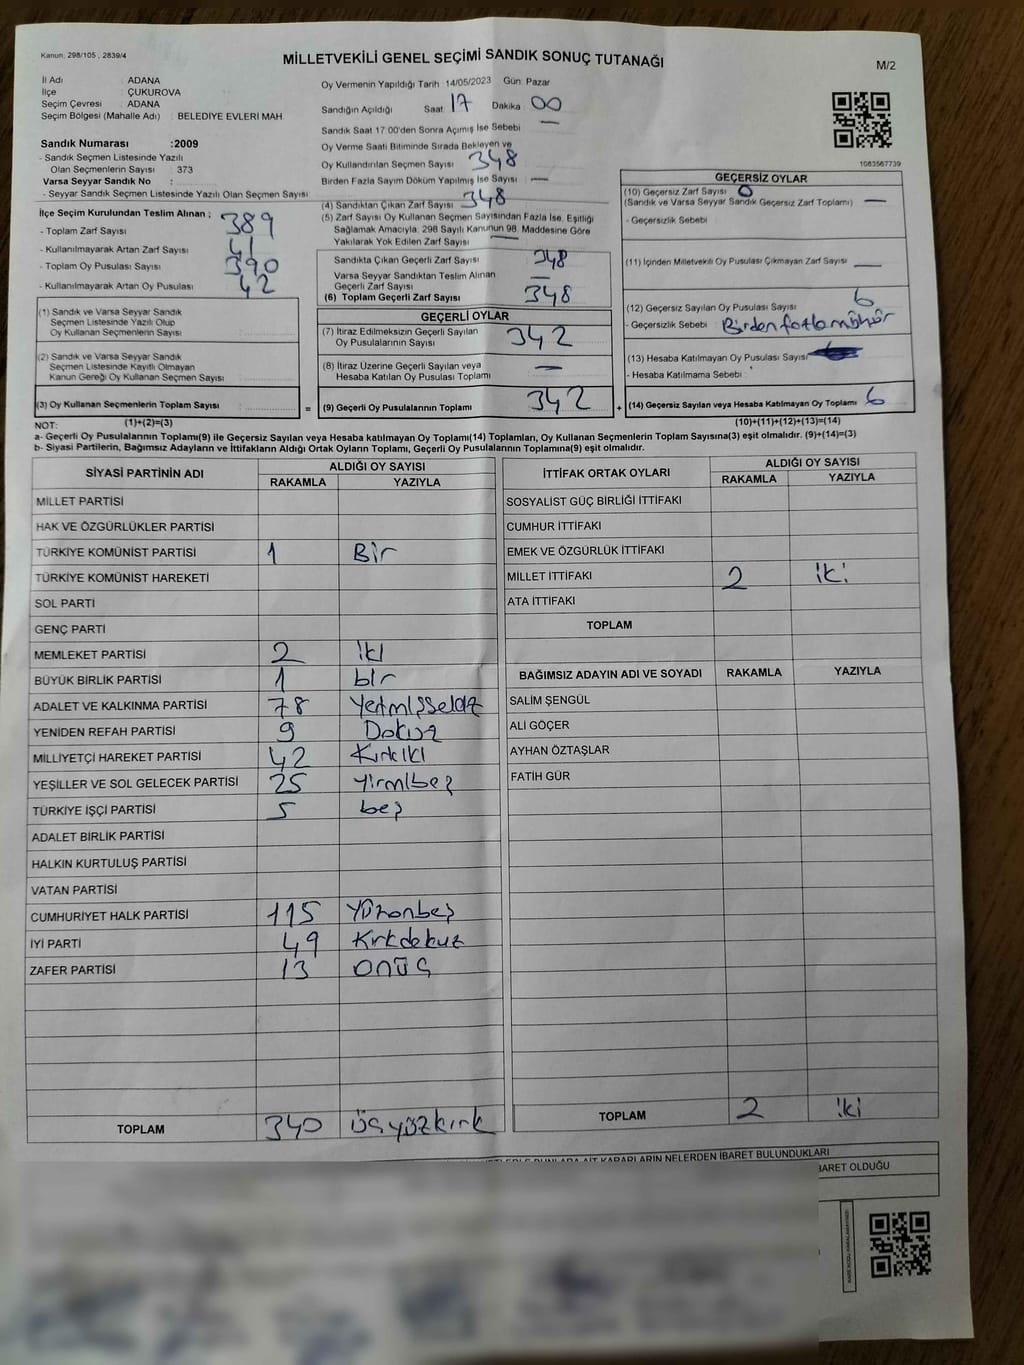 Kanun, 298/105 , 2839/4
MİLLETVEKİLİ GENEL SEÇİMİ SANDIK SONUÇ TUTANAĞI
M/2
İl Adı : ADANA
İlçe : ÇUKUROVA
Seçim Çevresi : ADANA
Seçim Bölgesi (Mahalle Adı) : BELEDİYE EVLERİ MAH
Sandık Numarası :2009
- Sandık Seçmen Listesinde Yazılı
Olan Seçmenlerin Sayısı : 373
Varsa Seyyar Sandık No :
- Seyyar Sandık Seçmen Listesinde Yazılı Olan Seçmen Sayısı
İlçe Seçim Kurulundan Teslim Alınan ;
- Toplam Zarf Sayısı 389
- Kullanılmayarak Artan Zarf Sayısı 41
- Toplam Oy Pusulası Sayısı 390
- Kullanılmayarak Artan Oy Pusulası 42
(1) Sandık ve Varsa Seyyar Sandık
Seçmen Listesinde Yazılı Olup
Oy Kullanan Seçmenlerin Sayısı
(2) Sandık ve Varsa Seyyar Sandık
Seçmen Listesinde Kayıtlı Olmayan
Kanun Gereği Oy Kullanan Seçmen Sayısı
(3) Oy Kullanan Seçmenlerin Toplam Sayısı =
Oy Vermenin Yapıldığı Tarih : 14/05/2023 Gün: Pazar
Sandığın Açıldığı Saat: 17 Dakika : 00
Sandık Saat 17:00'den Sonra Açılmış İse Sebebi —
Oy Verme Saati Bitiminde Sırada Bekleyen ve
Oy Kullandırılan Seçmen Sayısı 348
Birden Fazla Sayım Döküm Yapılmış İse Sayısı : —
(4) Sandıktan Çıkan Zarf Sayısı 348
(5) Zarf Sayısı Oy Kullanan Seçmen Sayısından Fazla İse, Eşitliği
Sağlamak Amacıyla, 298 Sayılı Kanunun 98. Maddesine Göre
Yakılarak Yok Edilen Zarf Sayısı —
Sandıkta Çıkan Geçerli Zarf Sayısı 348
Varsa Seyyar Sandıktan Teslim Alınan
Geçerli Zarf Sayısı —
(6) Toplam Geçerli Zarf Sayısı 348
GEÇERLİ OYLAR
(7) İtiraz Edilmeksizin Geçerli Sayılan
Oy Pusulalarının Sayısı 342
(8) İtiraz Üzerine Geçerli Sayılan veya
Hesaba Katılan Oy Pusulası Toplamı —
(9) Geçerli Oy Pusulalarının Toplamı 342 +
1083567739
GEÇERSİZ OYLAR
(10) Geçersiz Zarf Sayısı 0
(Sandık ve Varsa Seyyar Sandık Geçersiz Zarf Toplamı) —
- Geçersizlik Sebebi
(11) İçinden Milletvekili Oy Pusulası Çıkmayan Zarf Sayısı —
(12) Geçersiz Sayılan Oy Pusulası Sayısı 6
- Geçersizlik Sebebi : Birden fazla mühür
(13) Hesaba Katılmayan Oy Pusulası Sayısı
- Hesaba Katılmama Sebebi :
(14) Geçersiz Sayılan veya Hesaba Katılmayan Oy Toplamı 6
NOT: (1)+(2)=(3) (10)+(11)+(12)+(13)=(14)
a- Geçerli Oy Pusulalarının Toplamı(9) ile Geçersiz Sayılan veya Hesaba katılmayan Oy Toplamı(14) Toplamları, Oy Kullanan Seçmenlerin Toplam Sayısına(3) eşit olmalıdır. (9)+(14)=(3)
b- Siyasi Partilerin, Bağımsız Adayların ve İttifakların Aldığı Ortak Oyların Toplamı, Geçerli Oy Pusulalarının Toplamına(9) eşit olmalıdır.
SİYASİ PARTİNİN ADI ALDIĞI OY SAYISI
RAKAMLA YAZIYLA
MİLLET PARTİSİ
HAK VE ÖZGÜRLÜKLER PARTİSİ
TÜRKİYE KOMÜNİST PARTİSİ 1 Bir
TÜRKİYE KOMÜNİST HAREKETİ
SOL PARTİ
GENÇ PARTİ
MEMLEKET PARTİSİ 2 iki
BÜYÜK BİRLİK PARTİSİ 1 bir
ADALET VE KALKINMA PARTİSİ 78 Yetmişsekiz
YENİDEN REFAH PARTİSİ 9 Dokuz
MİLLİYETÇİ HAREKET PARTİSİ 42 Kırkiki
YEŞİLLER VE SOL GELECEK PARTİSİ 25 Yirmibeş
TÜRKİYE İŞÇİ PARTİSİ 5 beş
ADALET BİRLİK PARTİSİ
HALKIN KURTULUŞ PARTİSİ
VATAN PARTİSİ
CUMHURİYET HALK PARTİSİ 115 Yüzonbeş
İYİ PARTİ 49 Kırkdokuz
ZAFER PARTİSİ 13 onüç
TOPLAM 340 üçyüzkırk
İTTİFAK ORTAK OYLARI ALDIĞI OY SAYISI
RAKAMLA YAZIYLA
SOSYALİST GÜÇ BİRLİĞİ İTTİFAKI
CUMHUR İTTİFAKI
EMEK VE ÖZGÜRLÜK İTTİFAKI
MİLLET İTTİFAKI 2 iki
ATA İTTİFAKI
TOPLAM
BAĞIMSIZ ADAYIN ADI VE SOYADI RAKAMLA YAZIYLA
SALİM ŞENGÜL
ALİ GÖÇER
AYHAN ÖZTAŞLAR
FATİH GÜR
TOPLAM 2 iki
BUNLARA AİT KARARLARIN NELERDEN İBARET BULUNDUKLARI
İBARET OLDUĞU